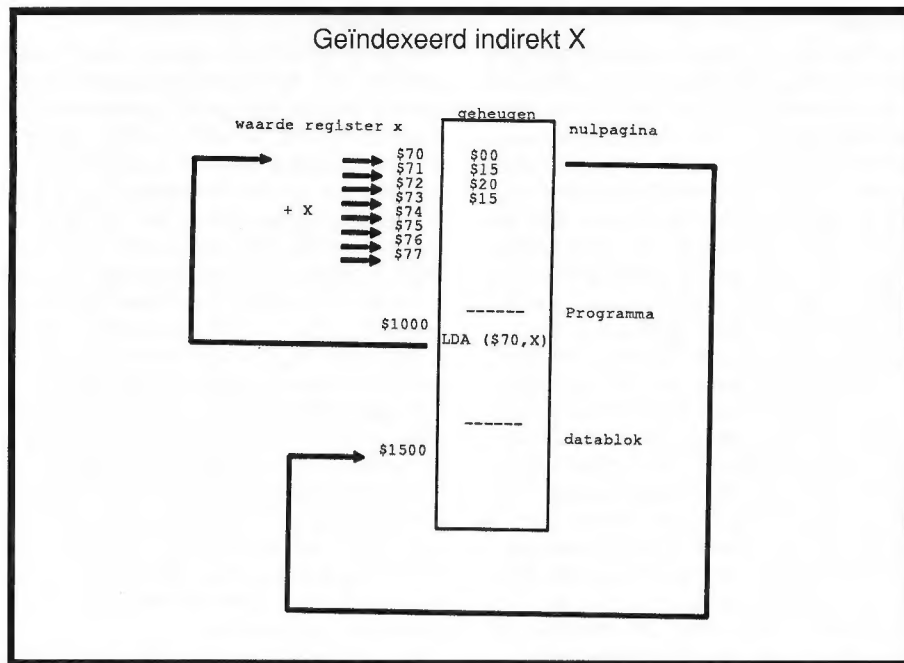 Geïndexeerd indirekt X
geheugen
waarde register x
nulpagina
$70 $00
$71 $15
$72 $20
$73 $15
+ X $74
$75
$76
$77
------
Programma
$1000
LDA ($70,X)
------
datablok
$1500